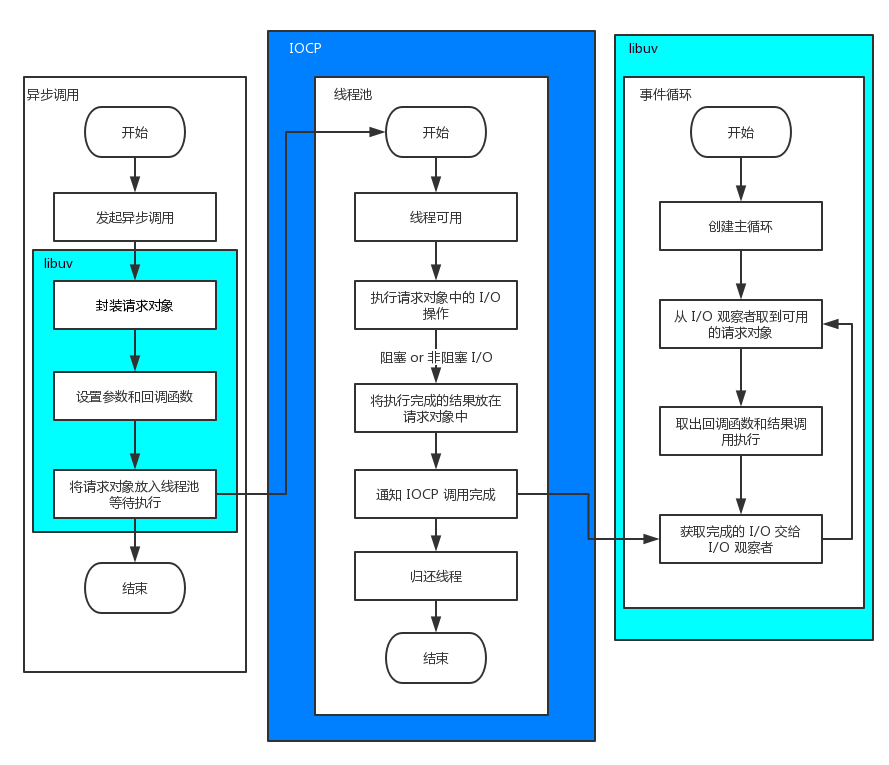 异步调用
开始
发起异步调用
libuv
封装请求对象
设置参数和回调函数
将请求对象放入线程池
等待执行
结束
IOCP
线程池
开始
线程可用
执行请求对象中的 I/O
操作
阻塞 or 非阻塞 I/O
将执行完成的结果放在
请求对象中
通知 IOCP 调用完成
归还线程
结束
libuv
事件循环
开始
创建主循环
从 I/O 观察者取到可用
的请求对象
取出回调函数和结果调
用执行
获取完成的 I/O 交给
I/O 观察者